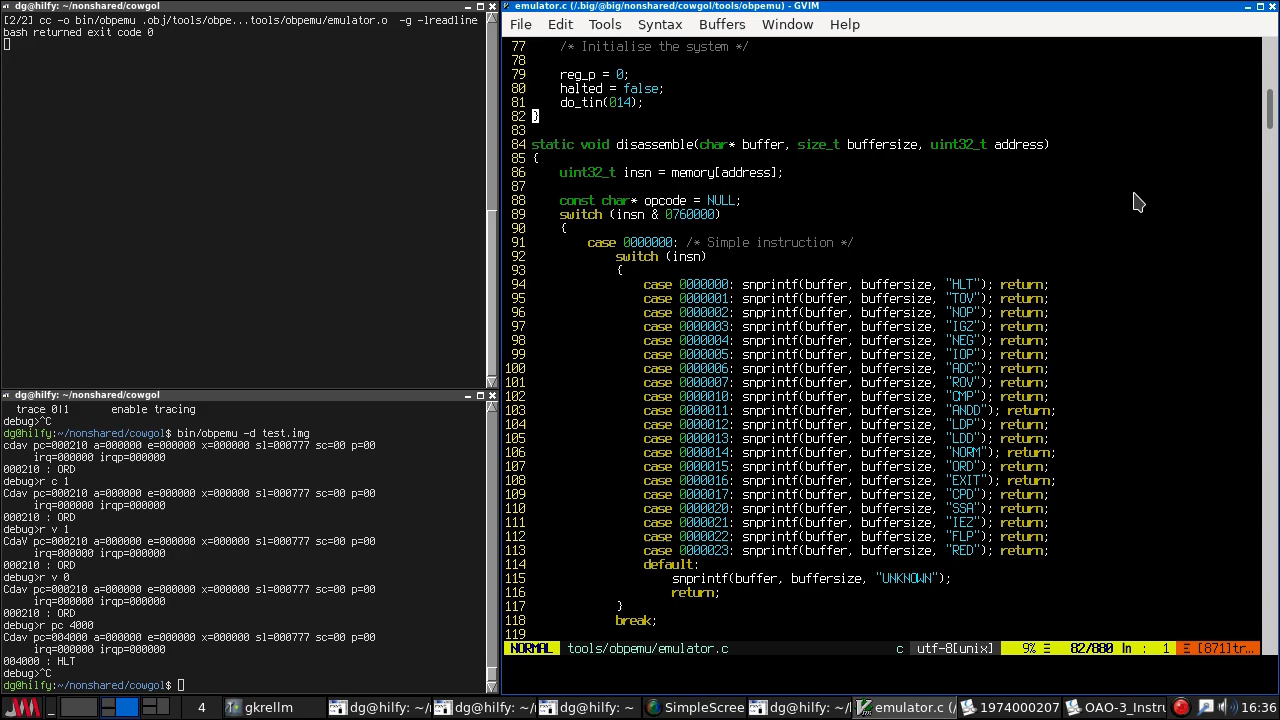 dg@hilfy: ~/nonshared/cowgol
[2/2] cc -o bin/obpemu .obj/tools/obpe...tools/obpemu/emulator.o  -g -lreadline
bash returned exit code 0
dg@hilfy: ~/nonshared/cowgol
  trace 0|1      enable tracing
debug>^C
dg@hilfy:~/nonshared/cowgol$ bin/obpemu -d test.img
Cdav pc=000210 a=000000 e=000000 x=000000 sl=000777 sc=00 p=00
     irq=000000 irqp=000000
000210 : ORD
debug>r c 1
Cdav pc=000210 a=000000 e=000000 x=000000 sl=000777 sc=00 p=00
     irq=000000 irqp=000000
000210 : ORD
debug>r v 1
CdaV pc=000210 a=000000 e=000000 x=000000 sl=000777 sc=00 p=00
     irq=000000 irqp=000000
000210 : ORD
debug>r v 0
Cdav pc=000210 a=000000 e=000000 x=000000 sl=000777 sc=00 p=00
     irq=000000 irqp=000000
000210 : ORD
debug>r pc 4000
Cdav pc=004000 a=000000 e=000000 x=000000 sl=000777 sc=00 p=00
     irq=000000 irqp=000000
004000 : HLT
debug>^C
dg@hilfy:~/nonshared/cowgol$
emulator.c (/.big/@big/nonshared/cowgol/tools/obpemu) - GVIM
File Edit Tools Syntax Buffers Window Help
77     /* Initialise the system */
78
79     reg_p = 0;
80     halted = false;
81     do_tin(014);
82 }
83
84 static void disassemble(char* buffer, size_t buffersize, uint32_t address)
85 {
86     uint32_t insn = memory[address];
87
88     const char* opcode = NULL;
89     switch (insn & 0760000)
90     {
91         case 0000000: /* Simple instruction */
92             switch (insn)
93             {
94                 case 0000000: snprintf(buffer, buffersize, "HLT"); return;
95                 case 0000001: snprintf(buffer, buffersize, "TOV"); return;
96                 case 0000002: snprintf(buffer, buffersize, "NOP"); return;
97                 case 0000003: snprintf(buffer, buffersize, "IGZ"); return;
98                 case 0000004: snprintf(buffer, buffersize, "NEG"); return;
99                 case 0000005: snprintf(buffer, buffersize, "IOP"); return;
100                 case 0000006: snprintf(buffer, buffersize, "ADC"); return;
101                 case 0000007: snprintf(buffer, buffersize, "ROV"); return;
102                 case 0000010: snprintf(buffer, buffersize, "CMP"); return;
103                 case 0000011: snprintf(buffer, buffersize, "ANDD"); return;
104                 case 0000012: snprintf(buffer, buffersize, "LDP"); return;
105                 case 0000013: snprintf(buffer, buffersize, "LDD"); return;
106                 case 0000014: snprintf(buffer, buffersize, "NORM"); return;
107                 case 0000015: snprintf(buffer, buffersize, "ORD"); return;
108                 case 0000016: snprintf(buffer, buffersize, "EXIT"); return;
109                 case 0000017: snprintf(buffer, buffersize, "CPD"); return;
110                 case 0000020: snprintf(buffer, buffersize, "SSA"); return;
111                 case 0000021: snprintf(buffer, buffersize, "IEZ"); return;
112                 case 0000022: snprintf(buffer, buffersize, "FLP"); return;
113                 case 0000023: snprintf(buffer, buffersize, "RED"); return;
114                 default:
115                     snprintf(buffer, buffersize, "UNKNOWN");
116                     return;
117             }
118             break;
119
NORMAL tools/obpemu/emulator.c c utf-8[unix] 9% ☰ 82/880 ln : 1 Ξ [871]tr...
4 gkrellm dg@hilfy: ~/ dg@hilfy: ~/ dg@hilfy: ~ SimpleScree dg@hilfy: ~/ emulator.c (/ 1974000207 OAO-3_Instru 16:36